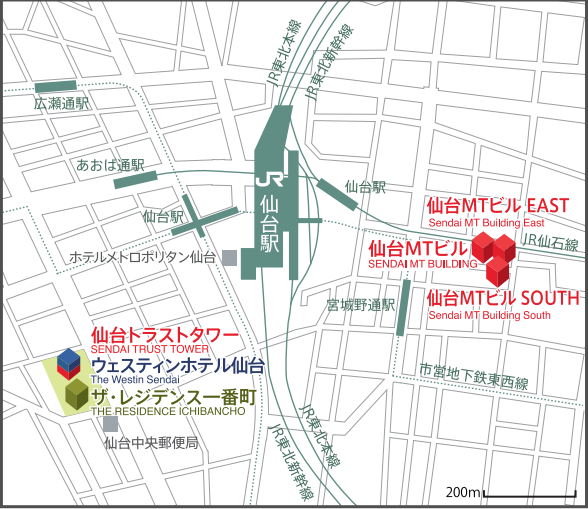 JR東北本線
JR東北新幹線
広瀬通駅
あおば通駅
仙台駅
JR
仙台駅
仙台駅
仙台MTビル EAST
Sendai MT Building East
JR仙石線
仙台MTビル
SENDAI MT BUILDING
ホテルメトロポリタン仙台
仙台MTビル SOUTH
Sendai MT Building South
宮城野通駅
仙台トラストタワー
SENDAI TRUST TOWER
ウェスティンホテル仙台
The Westin Sendai
ザ・レジデンス一番町
THE RESIDENCE ICHIBANCHO
市営地下鉄東西線
仙台中央郵便局
JR東北本線
JR東北新幹線
200m